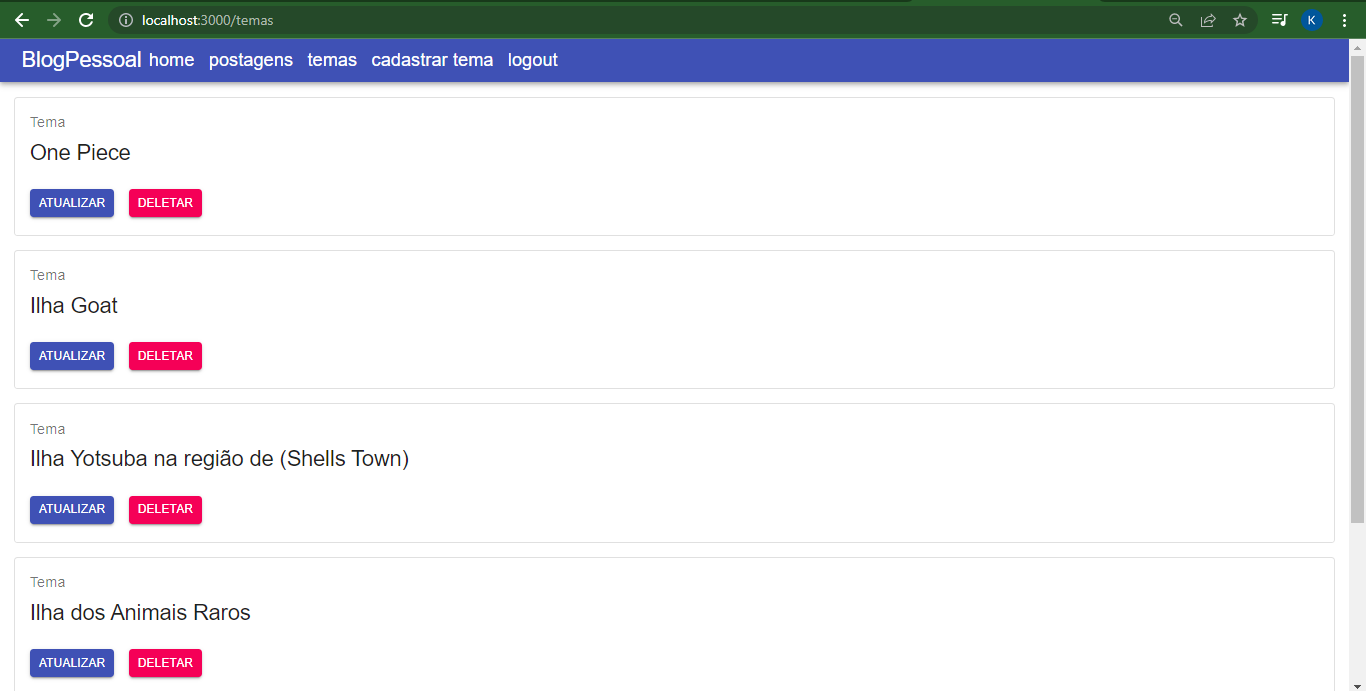 localhost:3000/temas
K
BlogPessoal home postagens temas cadastrar tema logout
Tema
One Piece
ATUALIZAR DELETAR
Tema
Ilha Goat
ATUALIZAR DELETAR
Tema
Ilha Yotsuba na região de (Shells Town)
ATUALIZAR DELETAR
Tema
Ilha dos Animais Raros
ATUALIZAR DELETAR